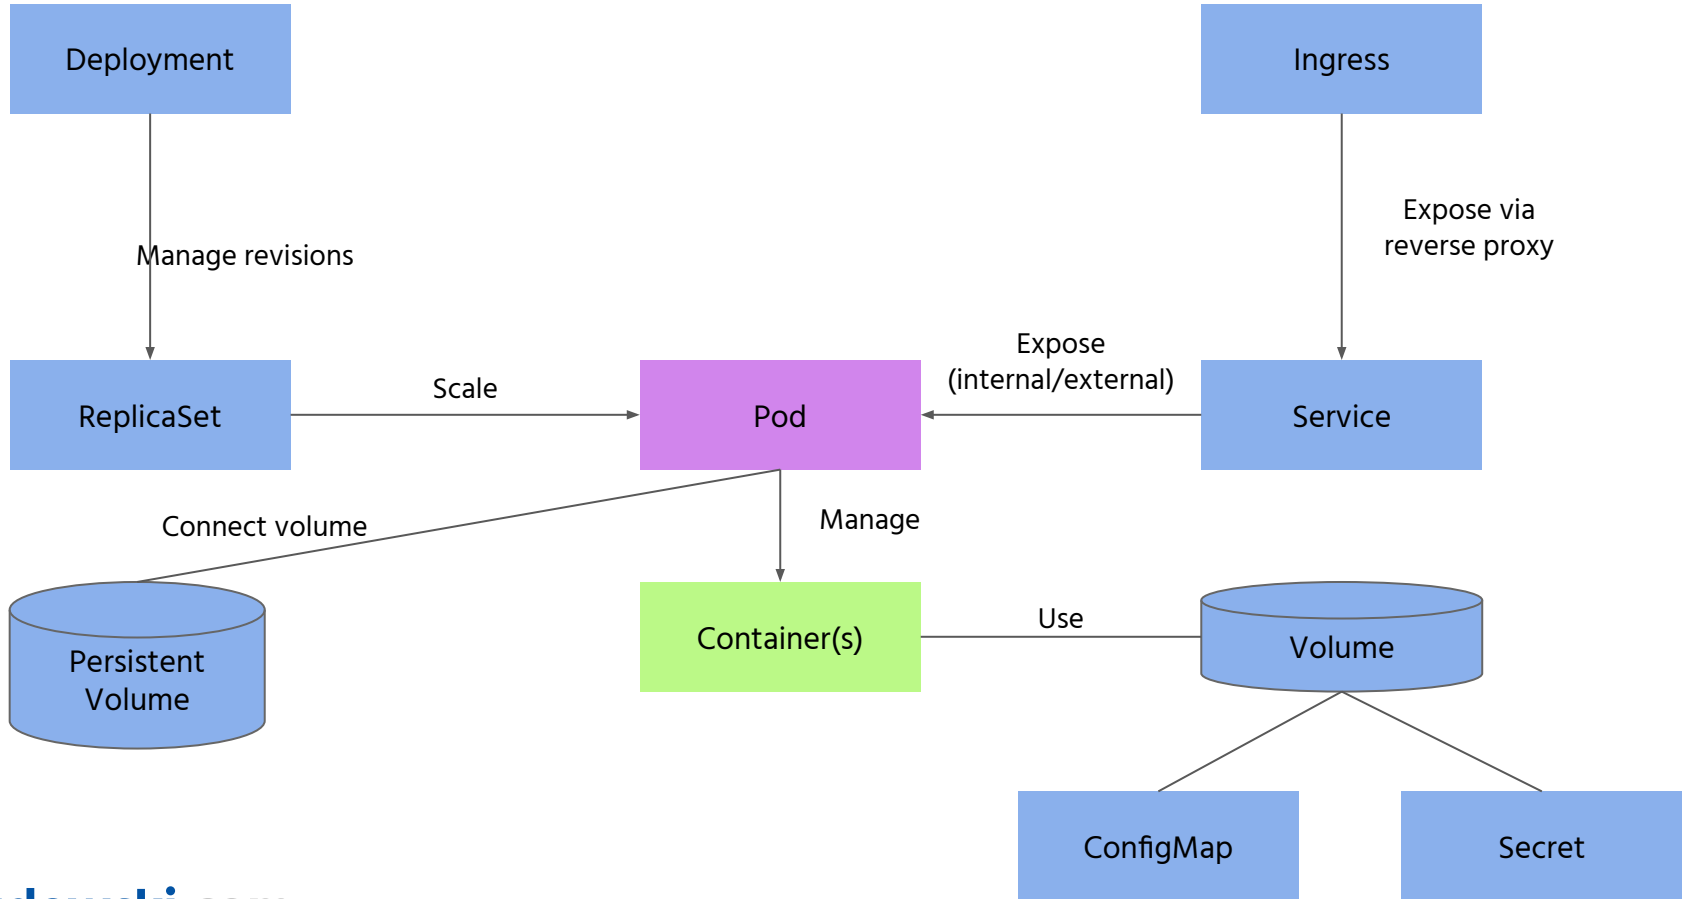 Deployment
Ingress
Manage revisions
Expose via
reverse proxy
ReplicaSet
Scale
Pod
Expose
(internal/external)
Service
Connect volume
Manage
Persistent
Volume
Container(s)
Use
Volume
ConfigMap
Secret